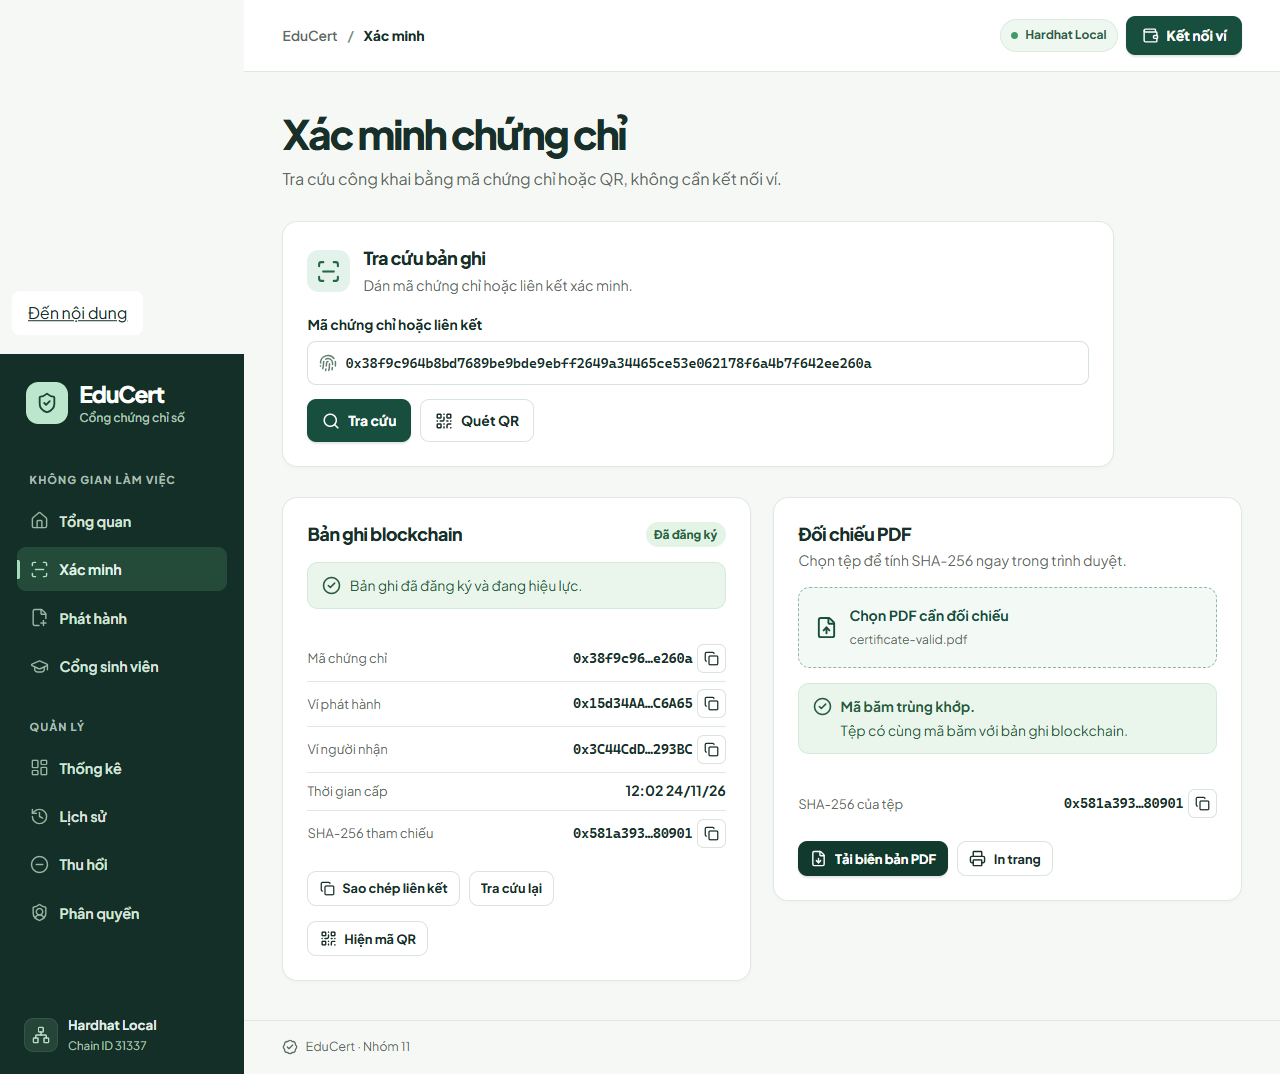 EduCert / Xác minh
Hardhat Local
Kết nối ví
Xác minh chứng chỉ
Tra cứu công khai bằng mã chứng chỉ hoặc QR, không cần kết nối ví.
Tra cứu bản ghi
Dán mã chứng chỉ hoặc liên kết xác minh.
Mã chứng chỉ hoặc liên kết
0x38f9c964b8bd7689be9bde9ebff2649a34465ce53e062178f6a4b7f642ee260a
Tra cứu
Quét QR
Đến nội dung
EduCert
Cổng chứng chỉ số
KHÔNG GIAN LÀM VIỆC
Tổng quan
Xác minh
Phát hành
Cổng sinh viên
QUẢN LÝ
Thống kê
Lịch sử
Thu hồi
Phân quyền
Hardhat Local
Chain ID 31337
Bản ghi blockchain
Đã đăng ký
Bản ghi đã đăng ký và đang hiệu lực.
Mã chứng chỉ 0x38f9c96…e260a
Ví phát hành 0x15d34AA…C6A65
Ví người nhận 0x3C44CdD…293BC
Thời gian cấp 12:02 24/11/26
SHA-256 tham chiếu 0x581a393…80901
Sao chép liên kết
Tra cứu lại
Hiện mã QR
Đối chiếu PDF
Chọn tệp để tính SHA-256 ngay trong trình duyệt.
Chọn PDF cần đối chiếu
certificate-valid.pdf
Mã băm trùng khớp.
Tệp có cùng mã băm với bản ghi blockchain.
SHA-256 của tệp 0x581a393…80901
Tải biên bản PDF
In trang
EduCert · Nhóm 11